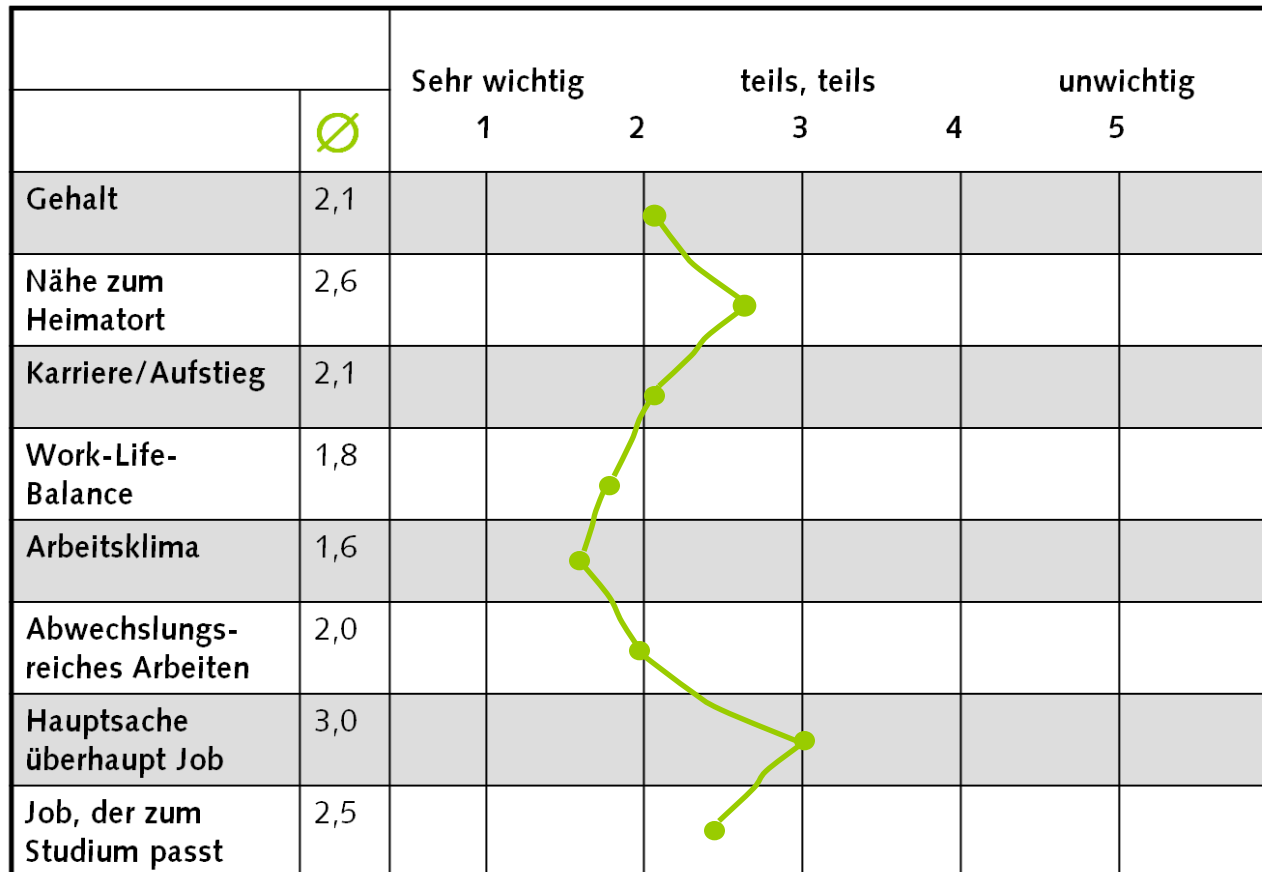 Sehr wichtig teils, teils unwichtig
Ø 1 2 3 4 5
Gehalt 2,1
Nähe zum 2,6
Heimatort
Karriere/Aufstieg 2,1
Work-Life- 1,8
Balance
Arbeitsklima 1,6
Abwechslungs- 2,0
reiches Arbeiten
Hauptsache 3,0
überhaupt Job
Job, der zum 2,5
Studium passt